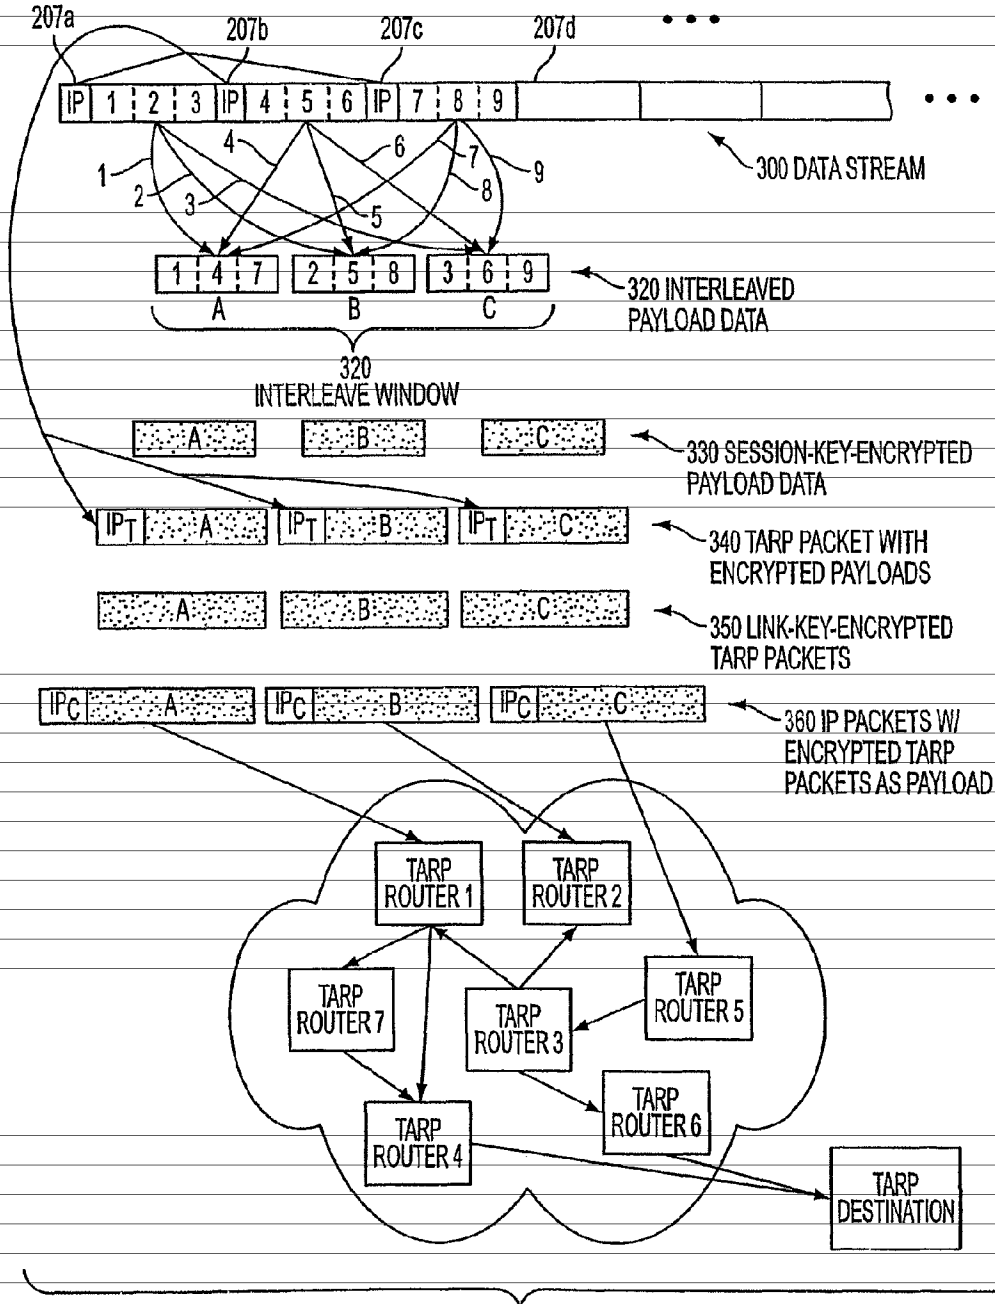 207a
207b
207c
207d
• • •
IP 1 2 3 IP 4 5 6 IP 7 8 9
• • •
300 DATA STREAM
1
2
3
4
5
6
7
8
9
1 4 7
2 5 8
3 6 9
A
B
C
320 INTERLEAVED
PAYLOAD DATA
320
INTERLEAVE WINDOW
A
B
C
330 SESSION-KEY-ENCRYPTED
PAYLOAD DATA
IPT A
IPT B
IPT C
340 TARP PACKET WITH
ENCRYPTED PAYLOADS
A
B
C
350 LINK-KEY-ENCRYPTED
TARP PACKETS
IPC A
IPC B
IPC C
360 IP PACKETS W/
ENCRYPTED TARP
PACKETS AS PAYLOAD
TARP
ROUTER 1
TARP
ROUTER 2
TARP
ROUTER 7
TARP
ROUTER 3
TARP
ROUTER 5
TARP
ROUTER 4
TARP
ROUTER 6
TARP
DESTINATION